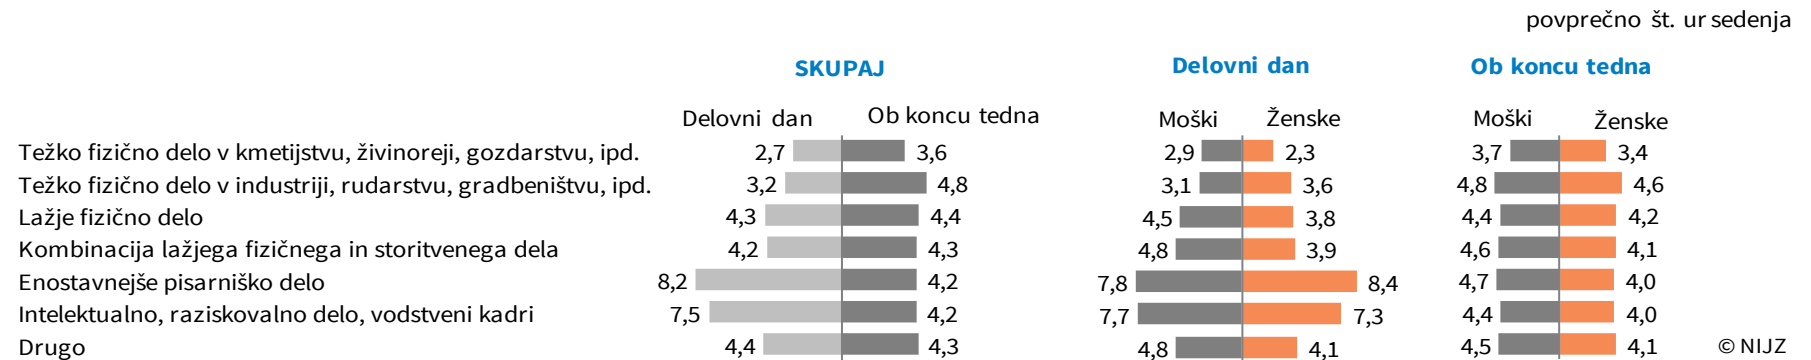 povprečno št. ur sedenja
SKUPAJ Delovni dan Ob koncu tedna
Delovni dan Ob koncu tedna Moški Ženske Moški Ženske
Težko fizično delo v kmetijstvu, živinoreji, gozdarstvu, ipd. 2,7 3,6 2,9 2,3 3,7 3,4
Težko fizično delo v industriji, rudarstvu, gradbeništvu, ipd. 3,2 4,8 3,1 3,6 4,8 4,6
Lažje fizično delo 4,3 4,4 4,5 3,8 4,4 4,2
Kombinacija lažjega fizičnega in storitvenega dela 4,2 4,3 4,8 3,9 4,6 4,1
Enostavnejše pisarniško delo 8,2 4,2 7,8 8,4 4,7 4,0
Intelektualno, raziskovalno delo, vodstveni kadri 7,5 4,2 7,7 7,3 4,4 4,0
Drugo 4,4 4,3 4,8 4,1 4,5 4,1 © NIJZ